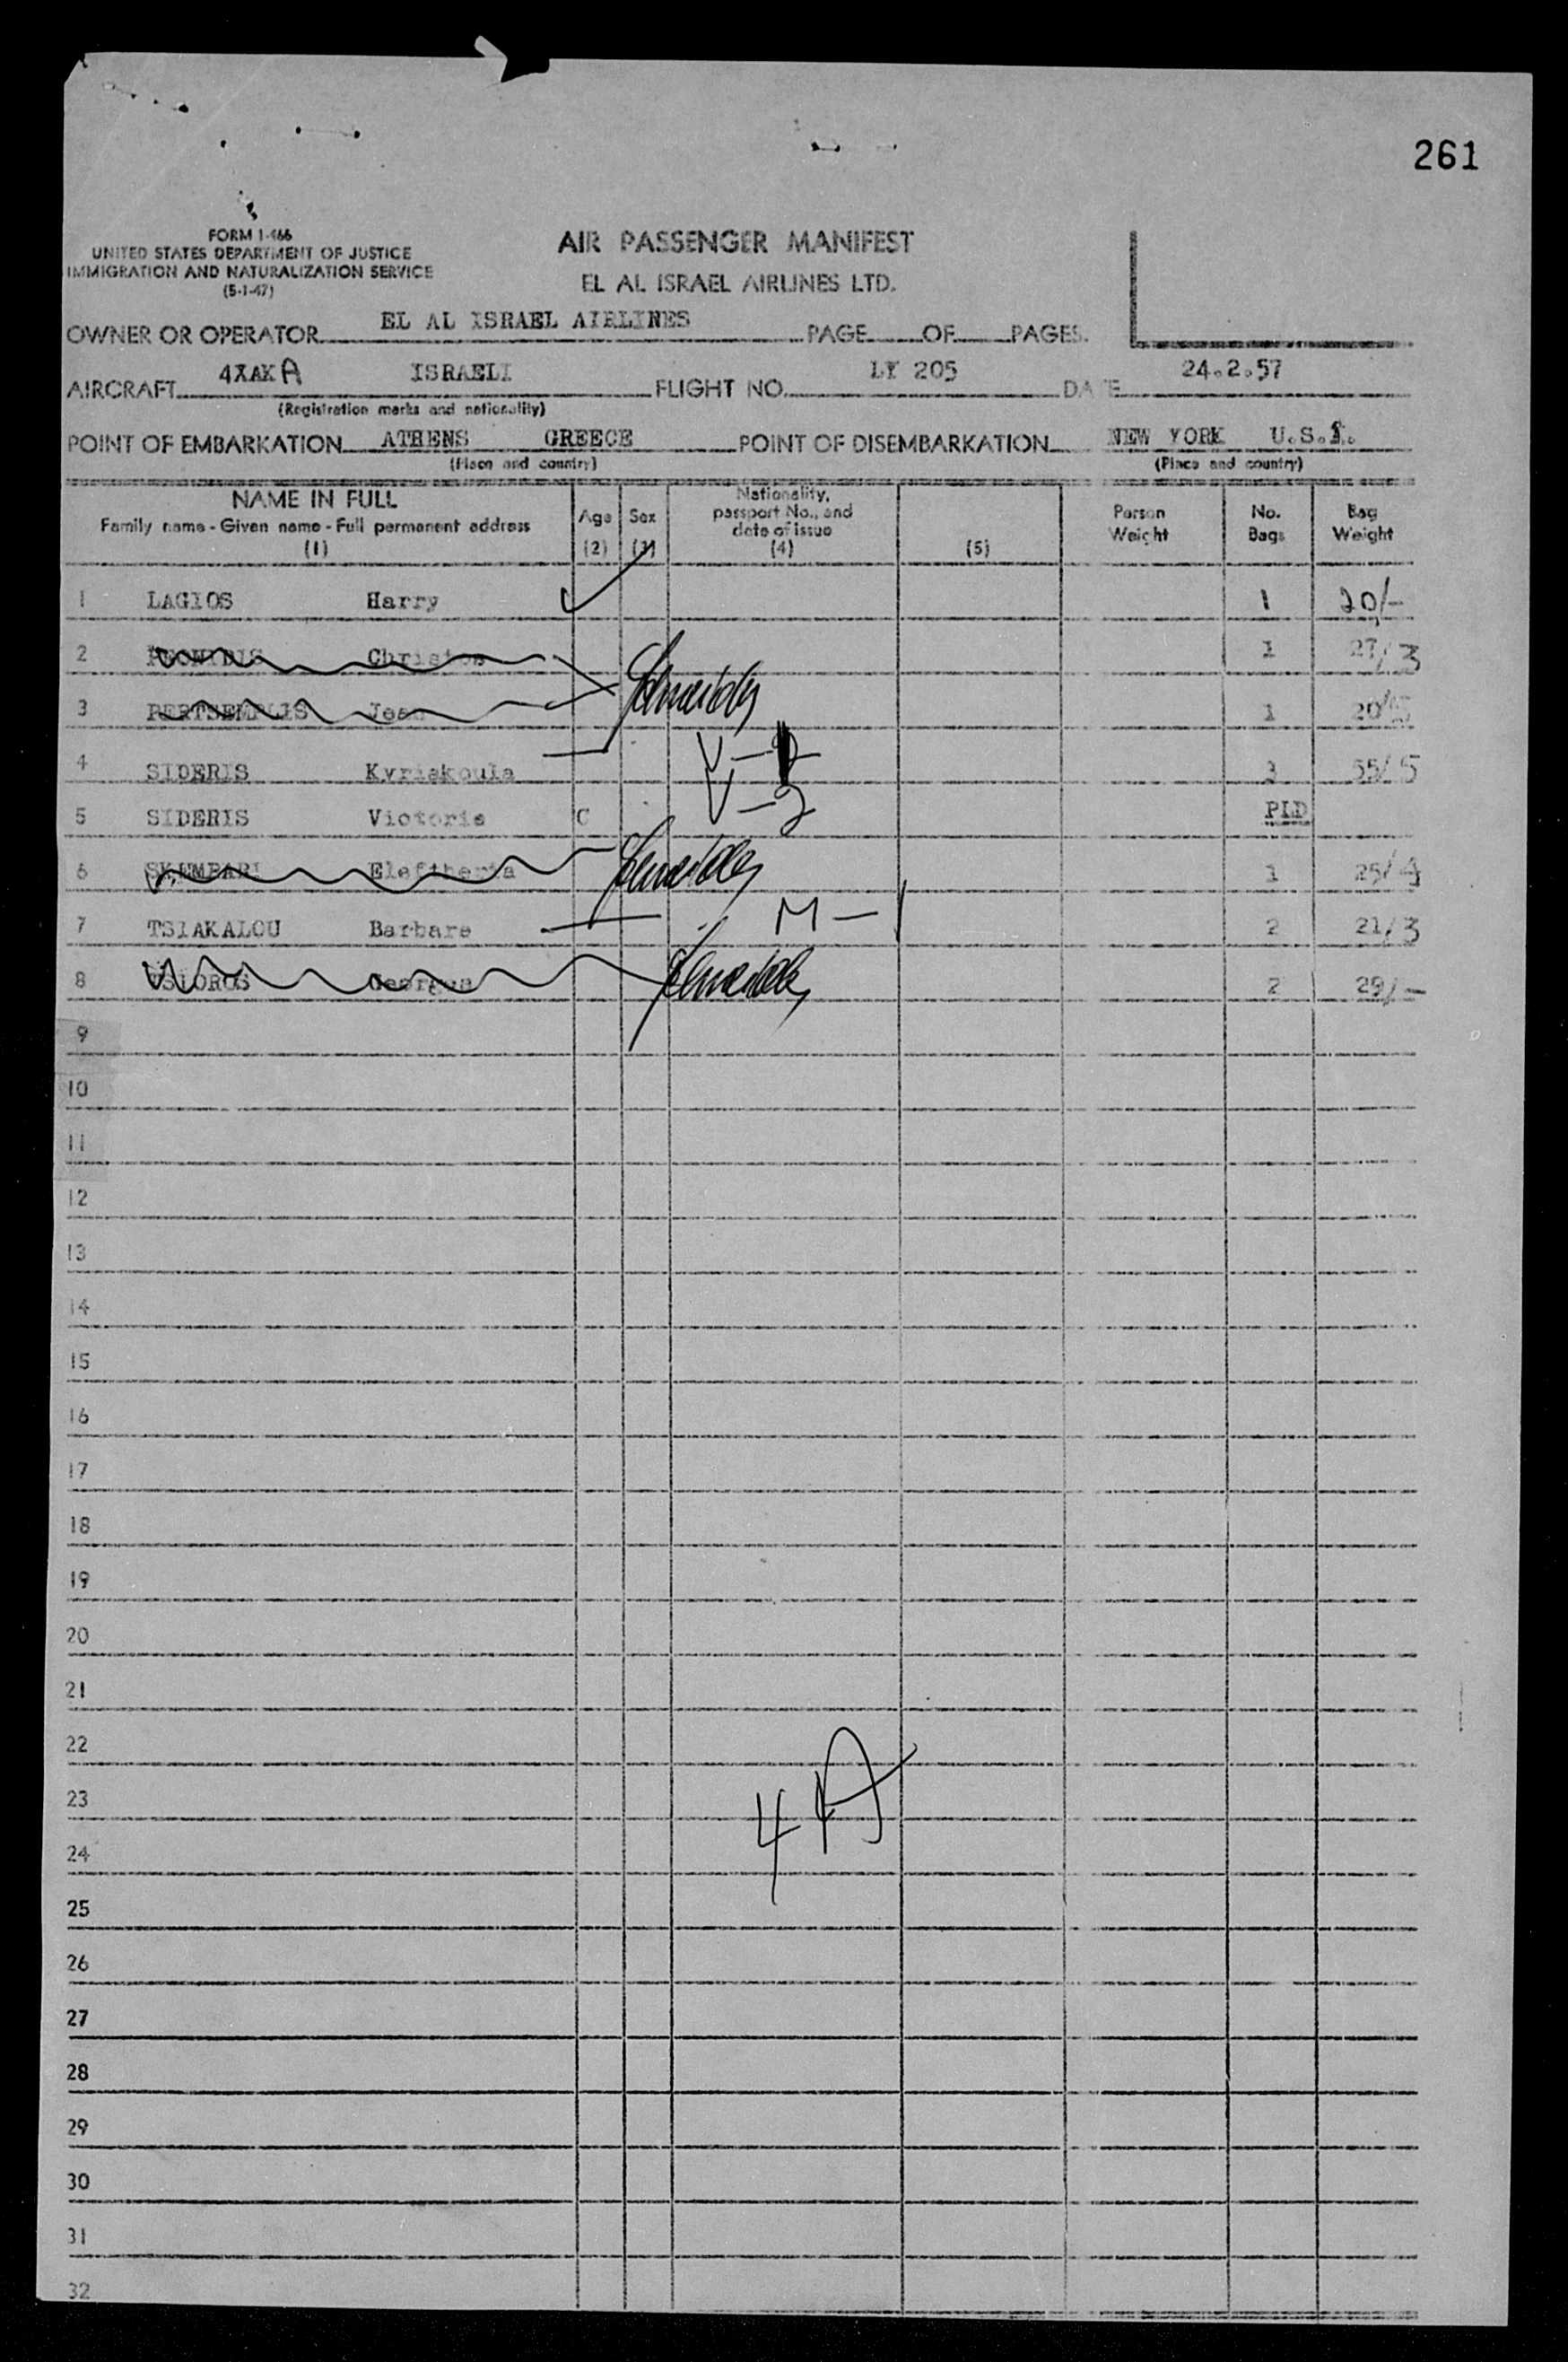 261
FORM I-466
UNITED STATES DEPARTMENT OF JUSTICE
IMMIGRATION AND NATURALIZATION SERVICE
(5-1-47)
AIR PASSENGER MANIFEST
EL AL ISRAEL AIRLINES LTD.
OWNER OR OPERATOR EL AL ISRAEL AIRLINES PAGE OF PAGES.
AIRCRAFT 4XAKA ISRAELI FLIGHT NO. LY 205 DATE 24.2.57
(Registration marks and nationality)
POINT OF EMBARKATION ATHENS GREECE POINT OF DISEMBARKATION NEW YORK U.S.
(Place and country) (Place and country)
NAME IN FULL
Family name - Given name - Full permanent address
(1)
Age
(2)
Sex
(3)
Nationality,
passport No., and
date of issue
(4)
(5)
Person
Weight
No.
Bags
Bag
Weight
1 LAGIOS Harry 1 20/-
2 Christos 1 27/3
3 1 20
4 SIDERIS Kyriakoula 55/5
5 SIDERIS Victoria C V-2 PLD
6 Eleftheria 1 25/4
7 TSIAKALOU Barbara M-1 2 21/3
8 2 29/-
9
10
11
12
13
14
15
16
17
18
19
20
21
22
23
24
25
26
27
28
29
30
31
32
4A